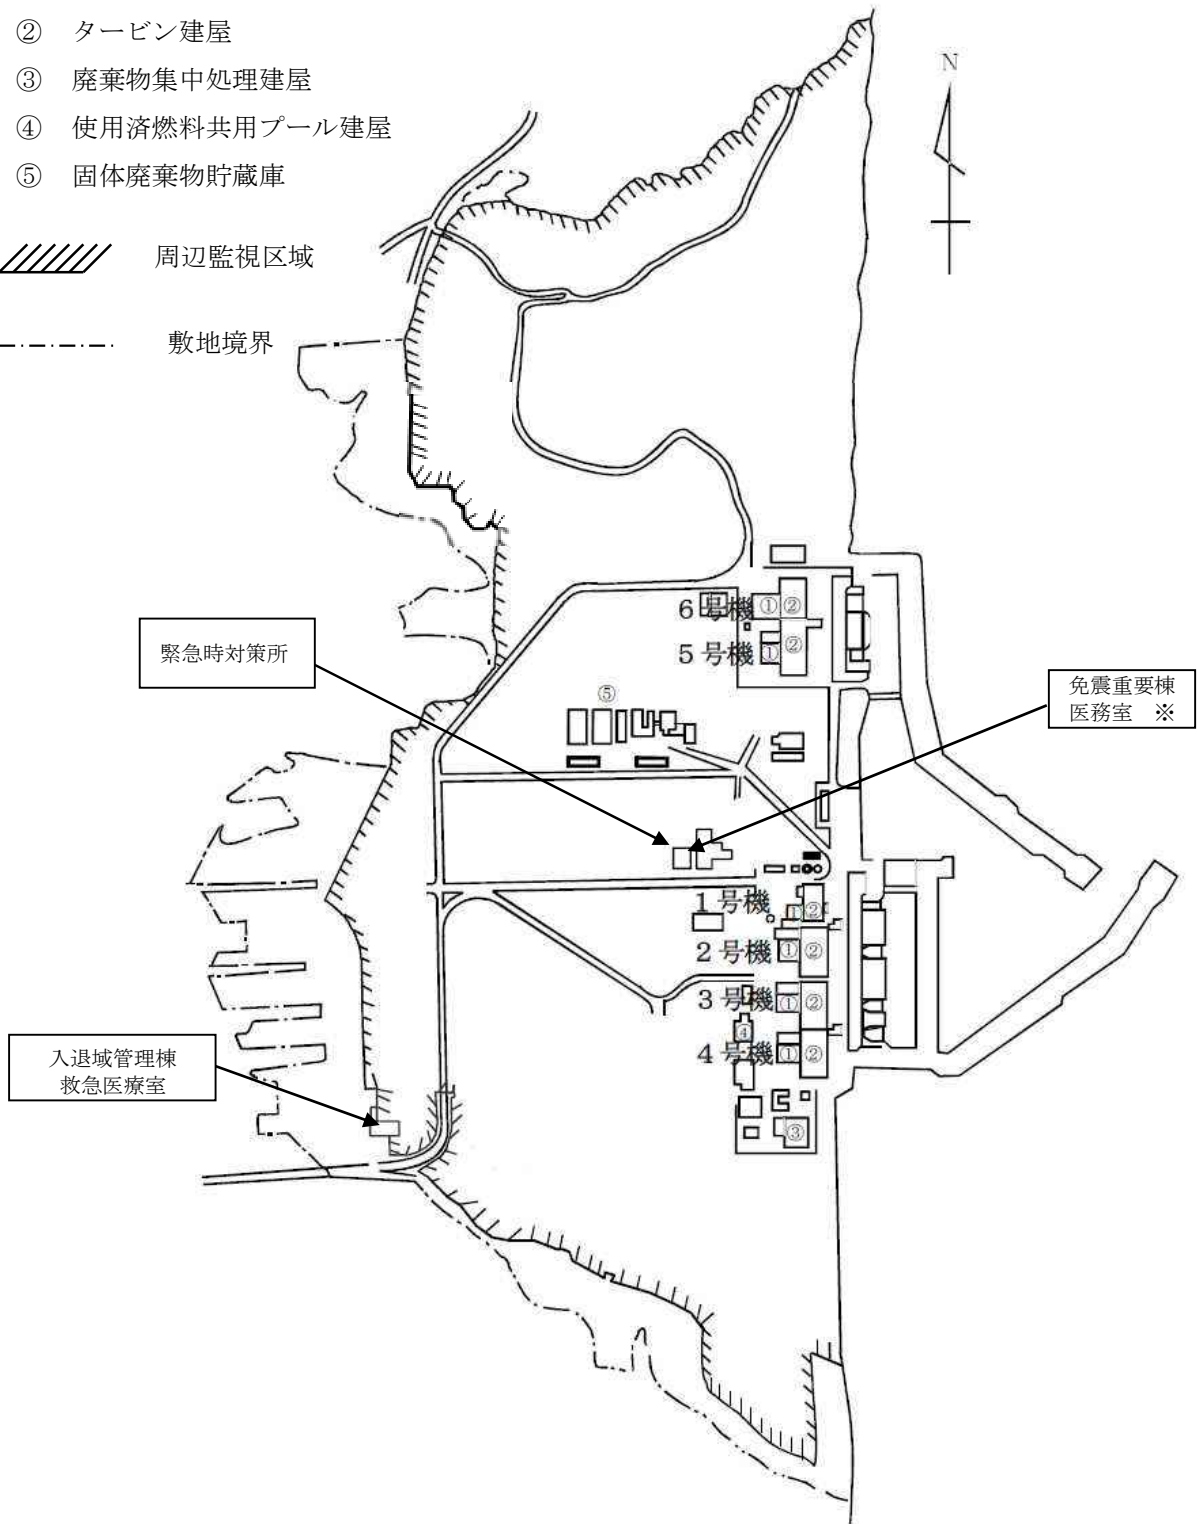 ② タービン建屋
③ 廃棄物集中処理建屋
④ 使用済燃料共用プール建屋
⑤ 固体廃棄物貯蔵庫
周辺監視区域
敷地境界
N
6号機 ① ②
5号機 ① ②
緊急時対策所
⑤
免震重要棟
医務室 ※
1号機 ① ②
2号機 ① ②
3号機 ① ②
④
4号機 ① ②
入退域管理棟
救急医療室
③